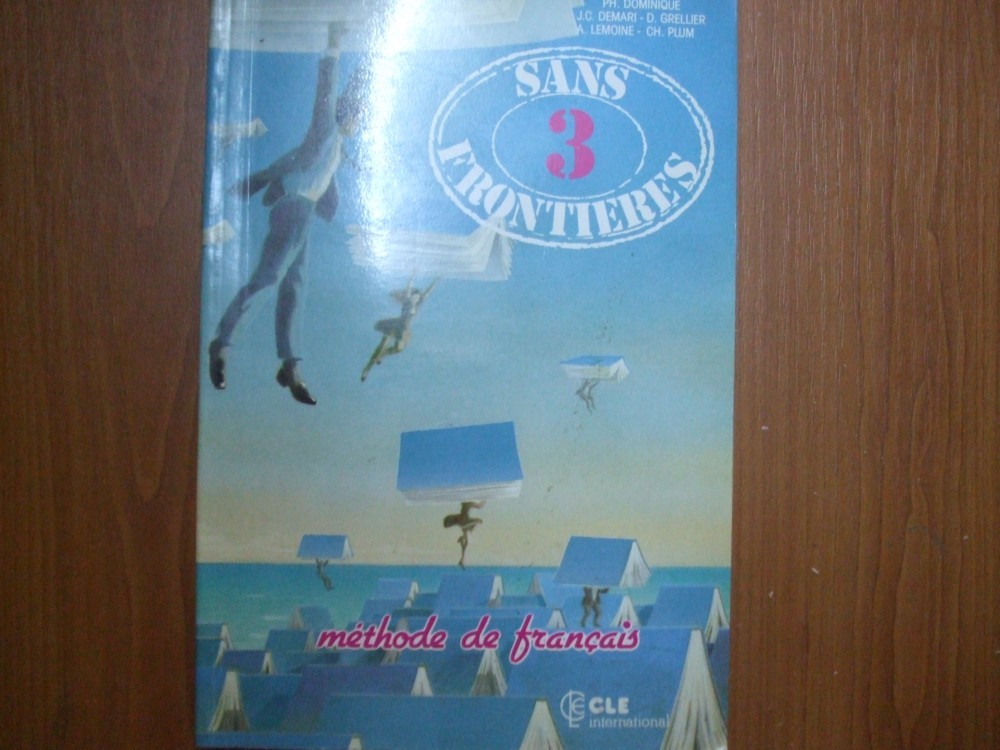 PH. DOMINIQUE
J.C. DEMARI - D. GRELLIER
A. LEMOINE - CH. PLUM
SANS
3
FRONTIERES
méthode de français
CLE
international